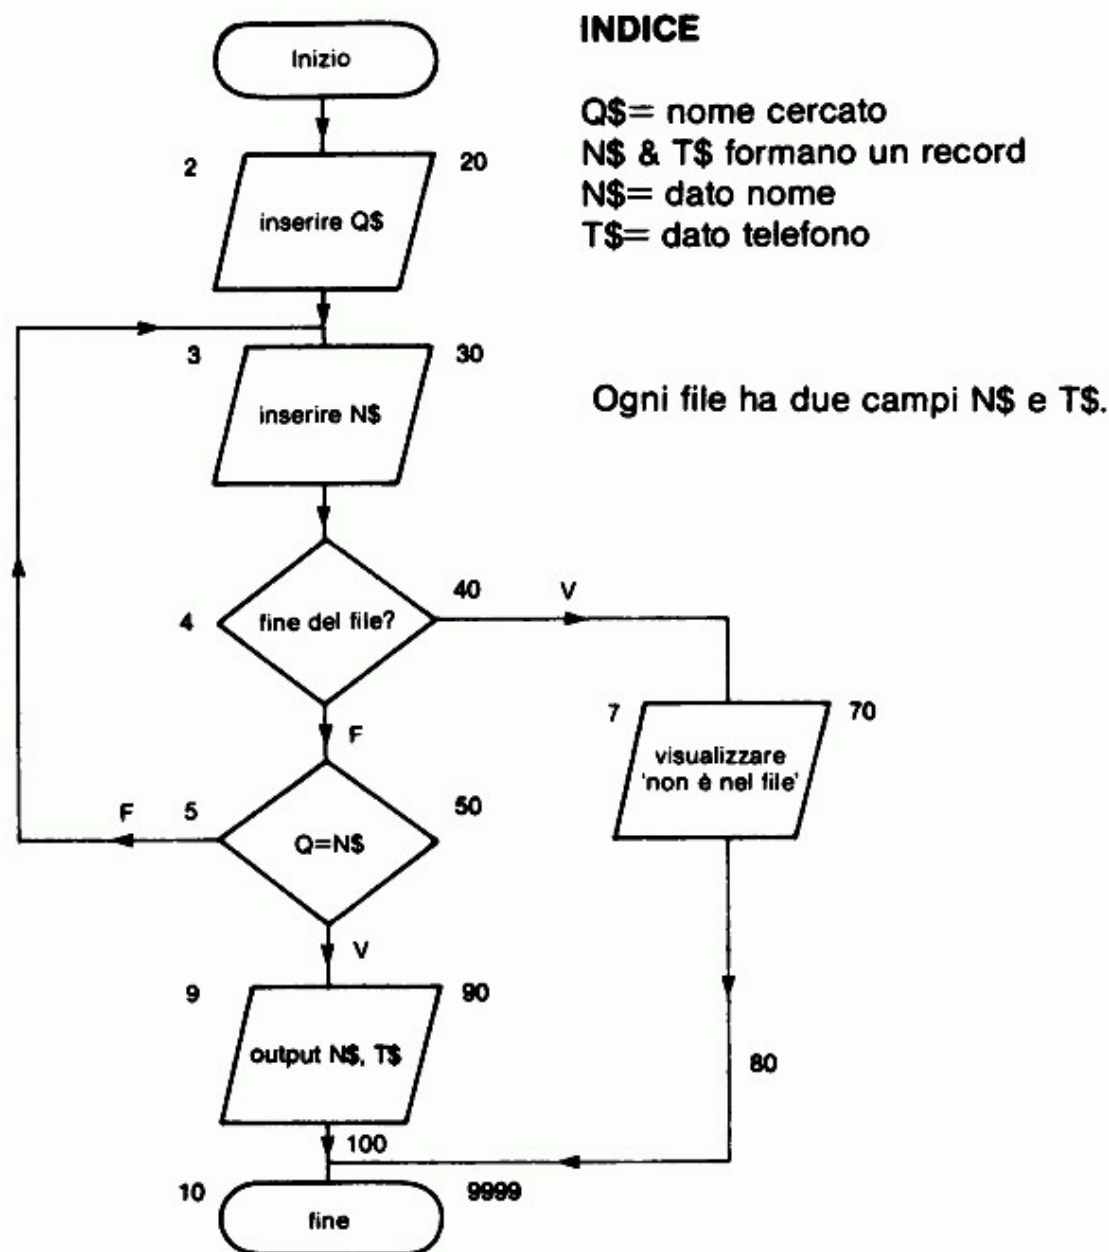 INDICE
Inizio
Q$= nome cercato
N$ & T$ formano un record
N$= dato nome
T$= dato telefono
2
20
inserire Q$
3
30
inserire N$
Ogni file ha due campi N$ e T$.
4
40
V
fine del file?
F
7
70
visualizzare
'non è nel file'
F
5
50
Q=N$
V
9
90
output N$, T$
80
100
10
9999
fine